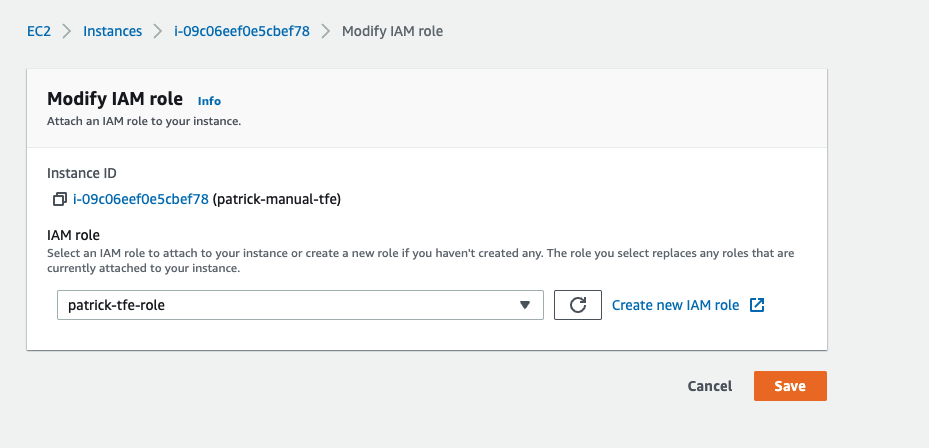 EC2 > Instances > i-09c06eef0e5cbef78 > Modify IAM role
Modify IAM role Info
Attach an IAM role to your instance.
Instance ID
i-09c06eef0e5cbef78 (patrick-manual-tfe)
IAM role
Select an IAM role to attach to your instance or create a new role if you haven't created any. The role you select replaces any roles that are
currently attached to your instance.
patrick-tfe-role
Create new IAM role
Cancel Save